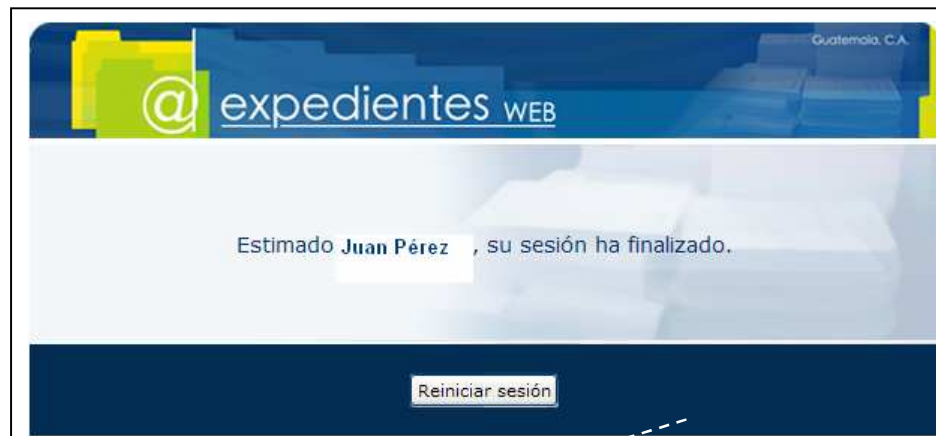 Guatemala, C.A.
@ expedientes WEB
Estimado Juan Pérez , su sesión ha finalizado.
Reiniciar sesión